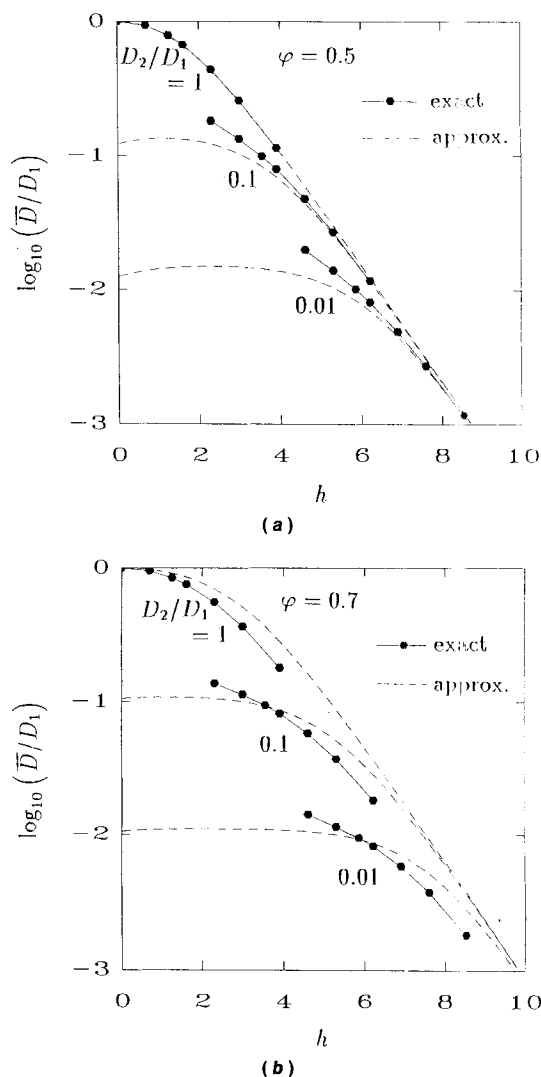 0
D₂/D₁
= 1
φ = 0.5
exact
approx.
-1
0.1
log₁₀(D̅/D₁)
-2
0.01
-3
0 2 4 6 8 10
h
(a)
0
D₂/D₁
= 1
φ = 0.7
exact
approx.
-1
0.1
log₁₀(D̅/D₁)
-2
0.01
-3
0 2 4 6 8 10
h
(b)